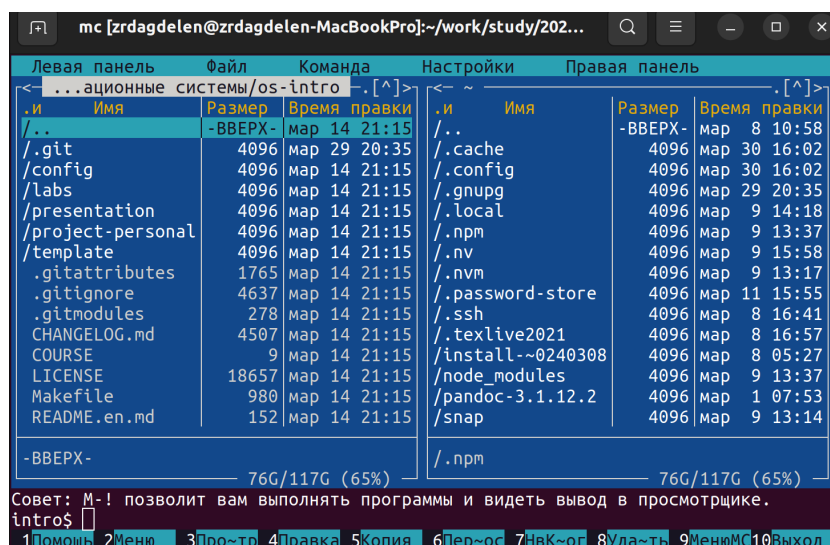 mc [zrdagdelen@zrdagdelen-MacBookPro]:~/work/study/202...
Левая панель Файл Команда Настройки Правая панель
<— ...ационные системы/os-intro —.[^]> <— ~ —.[^]>
.и Имя Размер Время правки .и Имя Размер Время правки
/.. -ВВЕРХ- мар 14 21:15 /.. -ВВЕРХ- мар 8 10:58
/.git 4096 мар 29 20:35 /.cache 4096 мар 30 16:02
/config 4096 мар 14 21:15 /.config 4096 мар 30 16:02
/labs 4096 мар 14 21:15 /.gnupg 4096 мар 29 20:35
/presentation 4096 мар 14 21:15 /.local 4096 мар 9 14:18
/project-personal 4096 мар 14 21:15 /.npm 4096 мар 9 13:37
/template 4096 мар 14 21:15 /.nv 4096 мар 9 15:58
.gitattributes 1765 мар 14 21:15 /.nvm 4096 мар 9 13:17
.gitignore 4637 мар 14 21:15 /.password-store 4096 мар 11 15:55
.gitmodules 278 мар 14 21:15 /.ssh 4096 мар 8 16:41
CHANGELOG.md 4507 мар 14 21:15 /.texlive2021 4096 мар 8 16:57
COURSE 9 мар 14 21:15 /install-~0240308 4096 мар 8 05:27
LICENSE 18657 мар 14 21:15 /node_modules 4096 мар 9 13:37
Makefile 980 мар 14 21:15 /pandoc-3.1.12.2 4096 мар 1 07:53
README.en.md 152 мар 14 21:15 /snap 4096 мар 9 13:14
-ВВЕРХ- /.npm
76G/117G (65%) 76G/117G (65%)
Совет: M-! позволит вам выполнять программы и видеть вывод в просмотрщике.
intro$
1Помощь 2Меню 3Про~тр 4Правка 5Копия 6Пер~ос 7НвК~ог 8Уда~ть 9МенюMC 10Выход